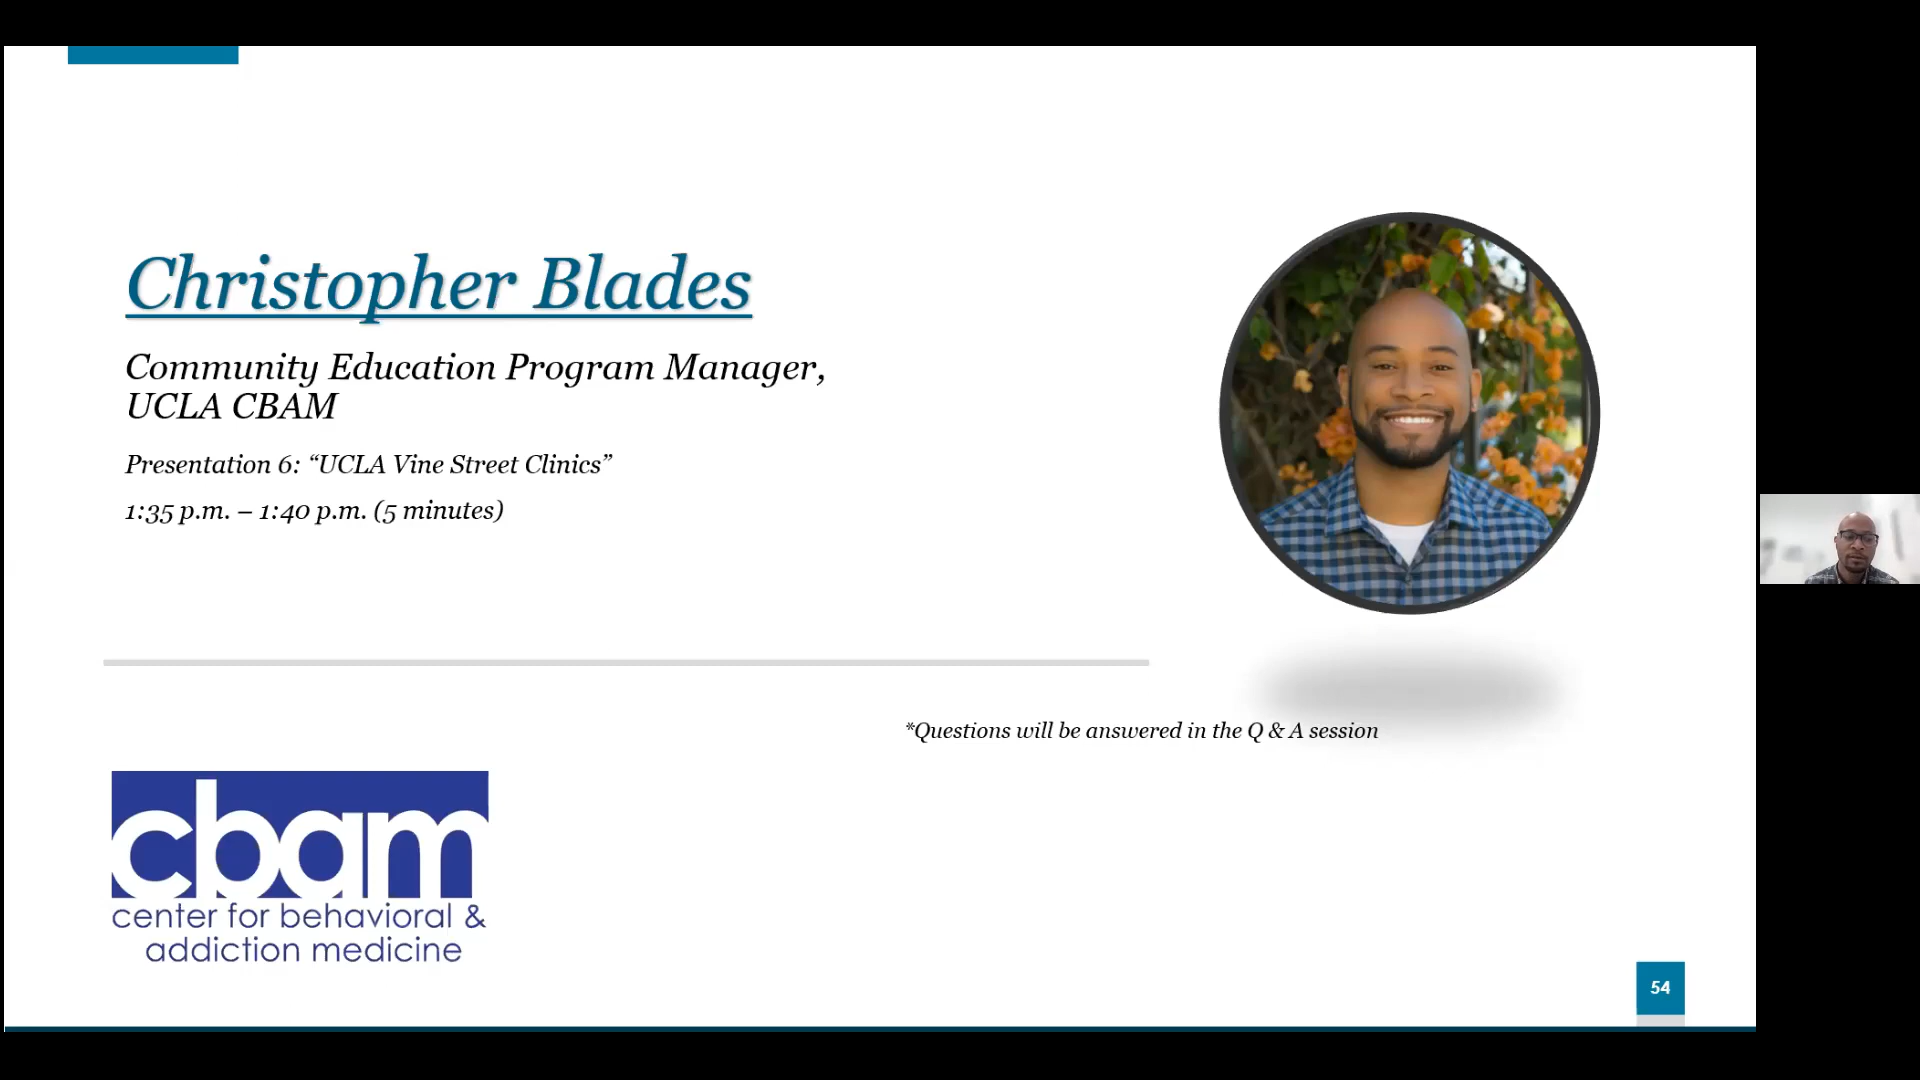 Christopher Blades
Community Education Program Manager,
UCLA CBAM
Presentation 6: “UCLA Vine Street Clinics”
1:35 p.m. – 1:40 p.m. (5 minutes)
*Questions will be answered in the Q & A session
cbam
center for behavioral &
addiction medicine
54